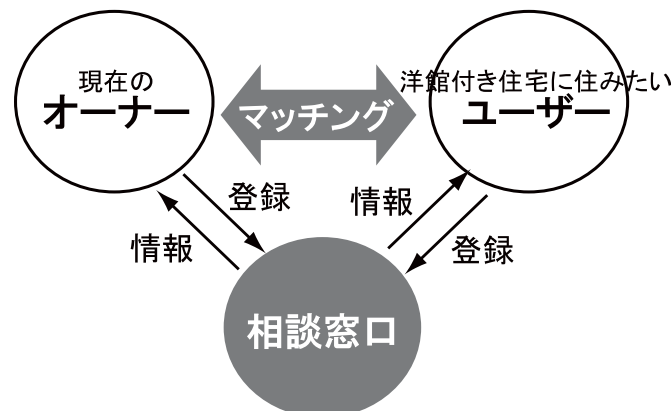 現在の
オーナー
マッチング
洋館付き住宅に住みたい
ユーザー
登録
情報
情報
登録
相談窓口